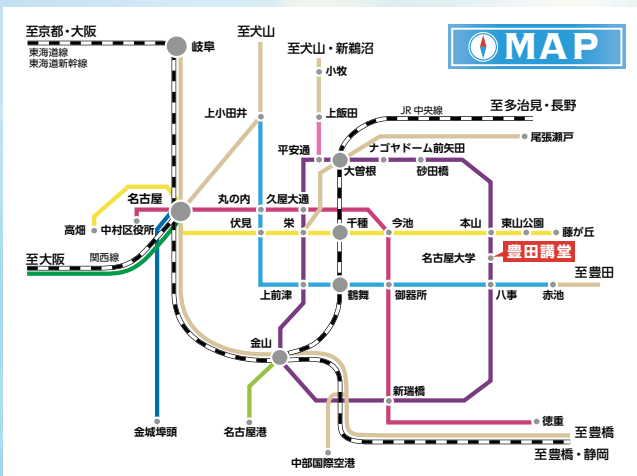 至京都・大阪
東海道線
東海道新幹線
岐阜
至犬山
至犬山・新鵜沼
小牧
MAP
上小田井
上飯田
JR 中央線
至多治見・長野
尾張瀬戸
平安通
ナゴヤドーム前矢田
大曽根
砂田橋
名古屋
丸の内
久屋大通
高畑
中村区役所
伏見
栄
千種
今池
本山
東山公園
藤が丘
名古屋大学
豊田講堂
至大阪
関西線
至豊田
上前津
鶴舞
御器所
八事
赤池
金山
新瑞橋
金城埠頭
名古屋港
徳重
至豊橋
至豊橋・静岡
中部国際空港